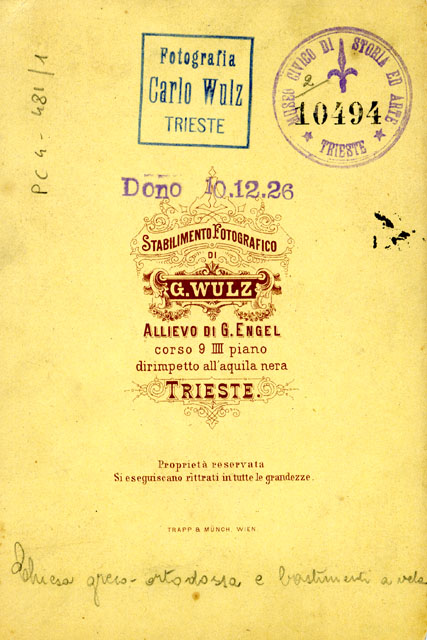 PC 4 - 481/1
Fotografia
Carlo Wulz
TRIESTE
MUSEO CIVICO DI STORIA ED ARTE
2
10494
TRIESTE
Dono 10.12.26
STABILIMENTO FOTOGRAFICO
DI
G. WULZ
ALLIEVO DI G. ENGEL
corso 9 IIII piano
dirimpetto all'aquila nera
TRIESTE.
Proprietà reservata
Si eseguiscano rittrati in tutte le grandezze.
TRAPP & MÜNCH, WIEN.
Chiesa greco-ortodossa e bastimenti a vela